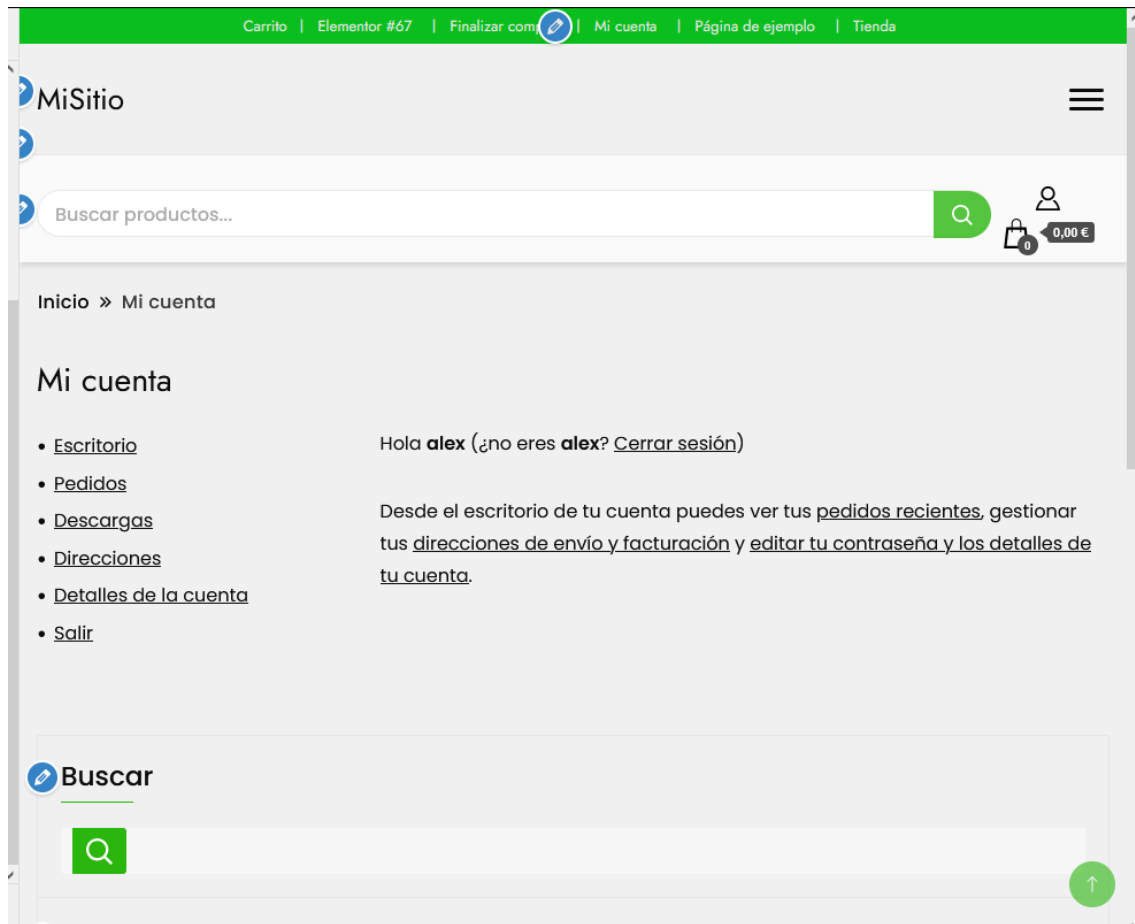 Carrito | Elementor #67 | Finalizar | Mi cuenta | Página de ejemplo | Tienda
MiSitio
Buscar productos...
0,00 €
0
Inicio » Mi cuenta
Mi cuenta
• Escritorio
• Pedidos
• Descargas
• Direcciones
• Detalles de la cuenta
• Salir
Hola alex (¿no eres alex? Cerrar sesión)
Desde el escritorio de tu cuenta puedes ver tus pedidos recientes, gestionar
tus direcciones de envío y facturación y editar tu contraseña y los detalles de
tu cuenta.
Buscar